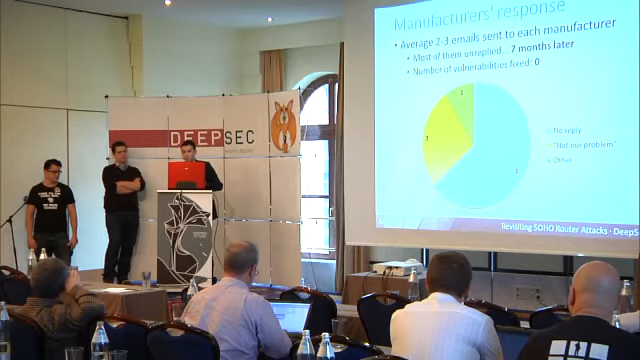 Manufacturers' response
• Average 2-3 emails sent to each manufacturer
• Most of them unreplied... 7 months later
• Number of vulnerabilities fixed: 0
1
3
7
No reply
"Not our problem"
Other
Revisiting SOHO Router Attacks - DeepS
DEEPSEC